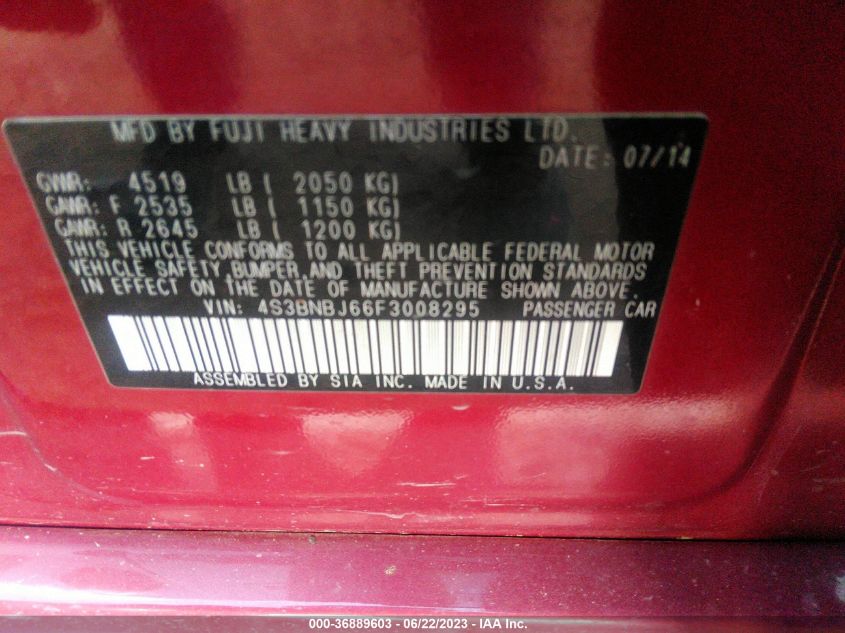 MFD BY FUJI HEAVY INDUSTRIES LTD.
DATE: 07/14
GVWR: 4519 LB ( 2050 KG)
GAWR: F 2535 LB ( 1150 KG)
GAWR: R 2645 LB ( 1200 KG)
THIS VEHICLE CONFORMS TO ALL APPLICABLE FEDERAL MOTOR
VEHICLE SAFETY, BUMPER, AND THEFT PREVENTION STANDARDS
IN EFFECT ON THE DATE OF MANUFACTURE SHOWN ABOVE.
VIN: 4S3BNBJ66F3008295 PASSENGER CAR
ASSEMBLED BY SIA INC. MADE IN U.S.A.
000-36889603 - 06/22/2023 - IAA Inc.